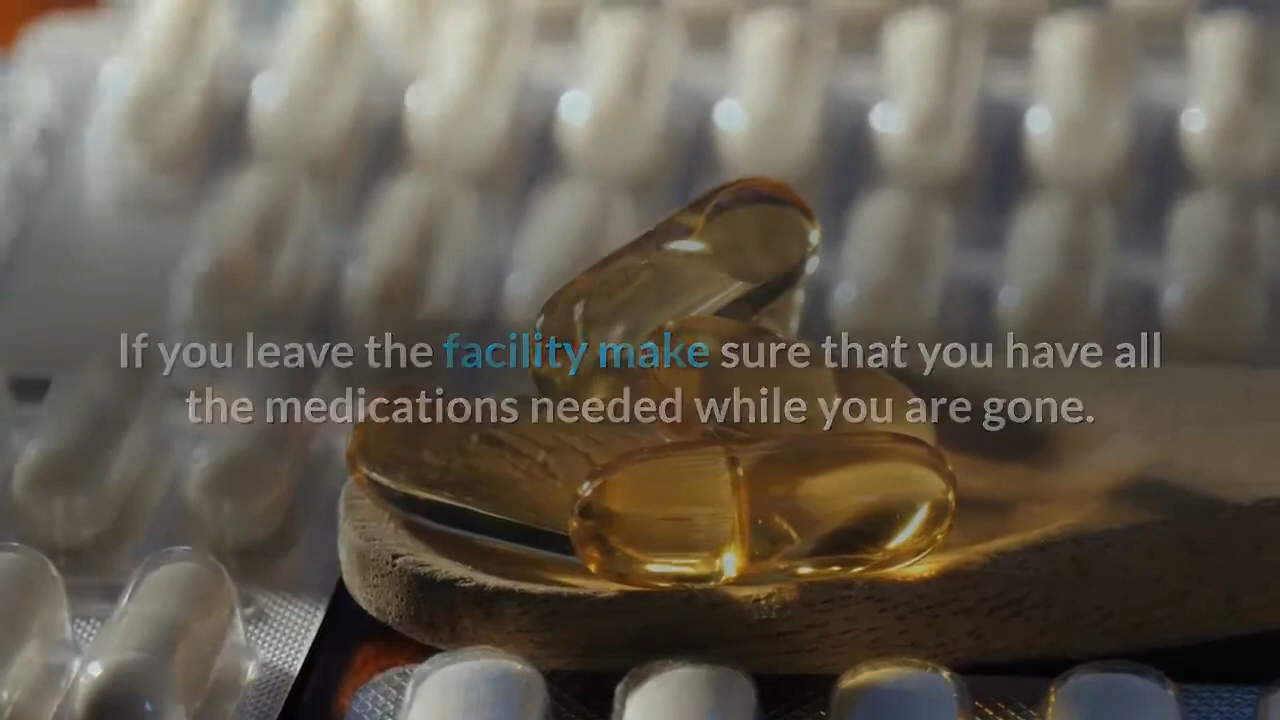 If you leave the facility make sure that you have all
the medications needed while you are gone.